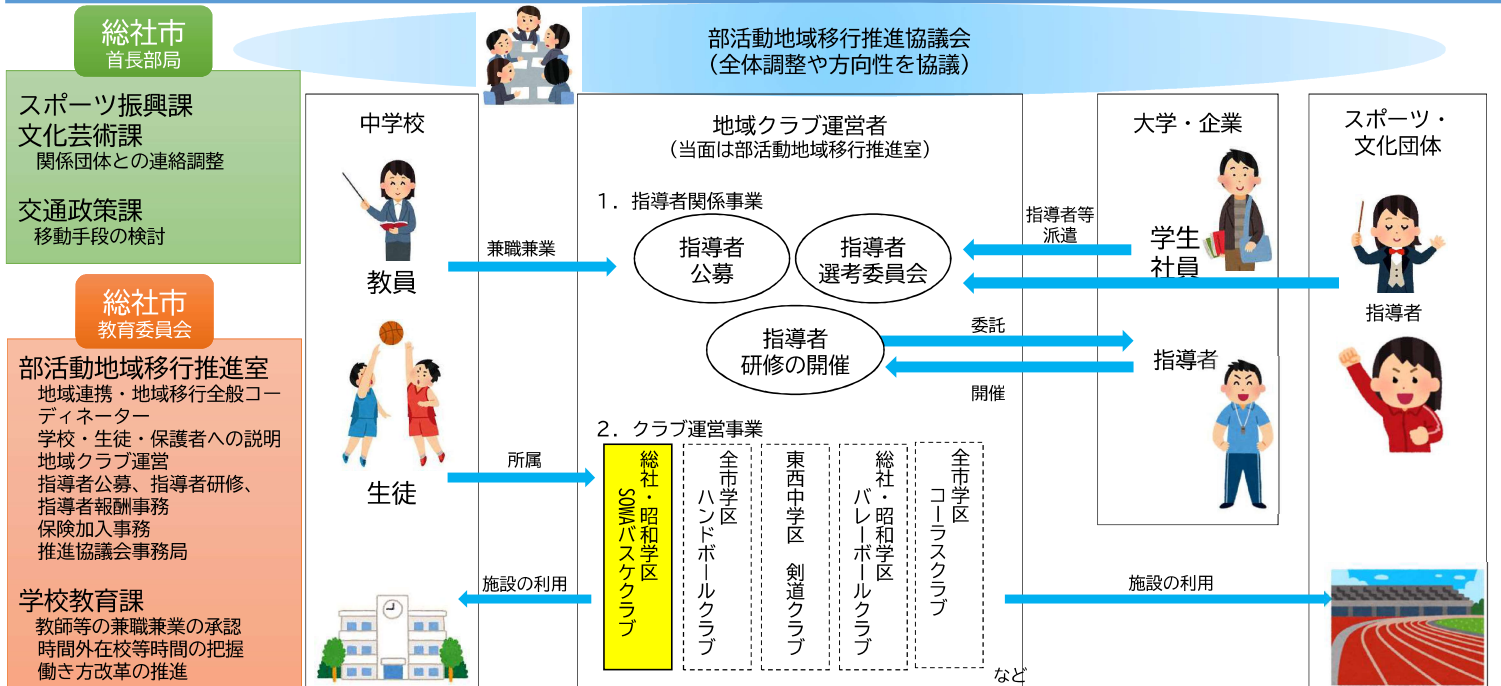 部活動地域移行推進協議会
(全体調整や方向性を協議)
総社市
首長部局
スポーツ振興課
文化芸術課
関係団体との連絡調整
交通政策課
移動手段の検討
総社市
教育委員会
部活動地域移行推進室
地域連携・地域移行全般コー
ディネーター
学校・生徒・保護者への説明
地域クラブ運営
指導者公募、指導者研修、
指導者報酬事務
保険加入事務
推進協議会事務局
学校教育課
教師等の兼職兼業の承認
時間外在校等時間の把握
働き方改革の推進
中学校
教員
生徒
兼職兼業
所属
施設の利用
地域クラブ運営者
(当面は部活動地域移行推進室)
1.指導者関係事業
指導者
公募
指導者
選考委員会
指導者
研修の開催
2.クラブ運営事業
総社・昭和学区
SOWAバスケクラブ
全市学区
ハンドボールクラブ
東西中学区 剣道クラブ
総社・昭和学区
バレーボールクラブ
全市学区
コーラスクラブ
など
指導者等
派遣
委託
開催
施設の利用
大学・企業
学生
社員
指導者
スポーツ・
文化団体
指導者